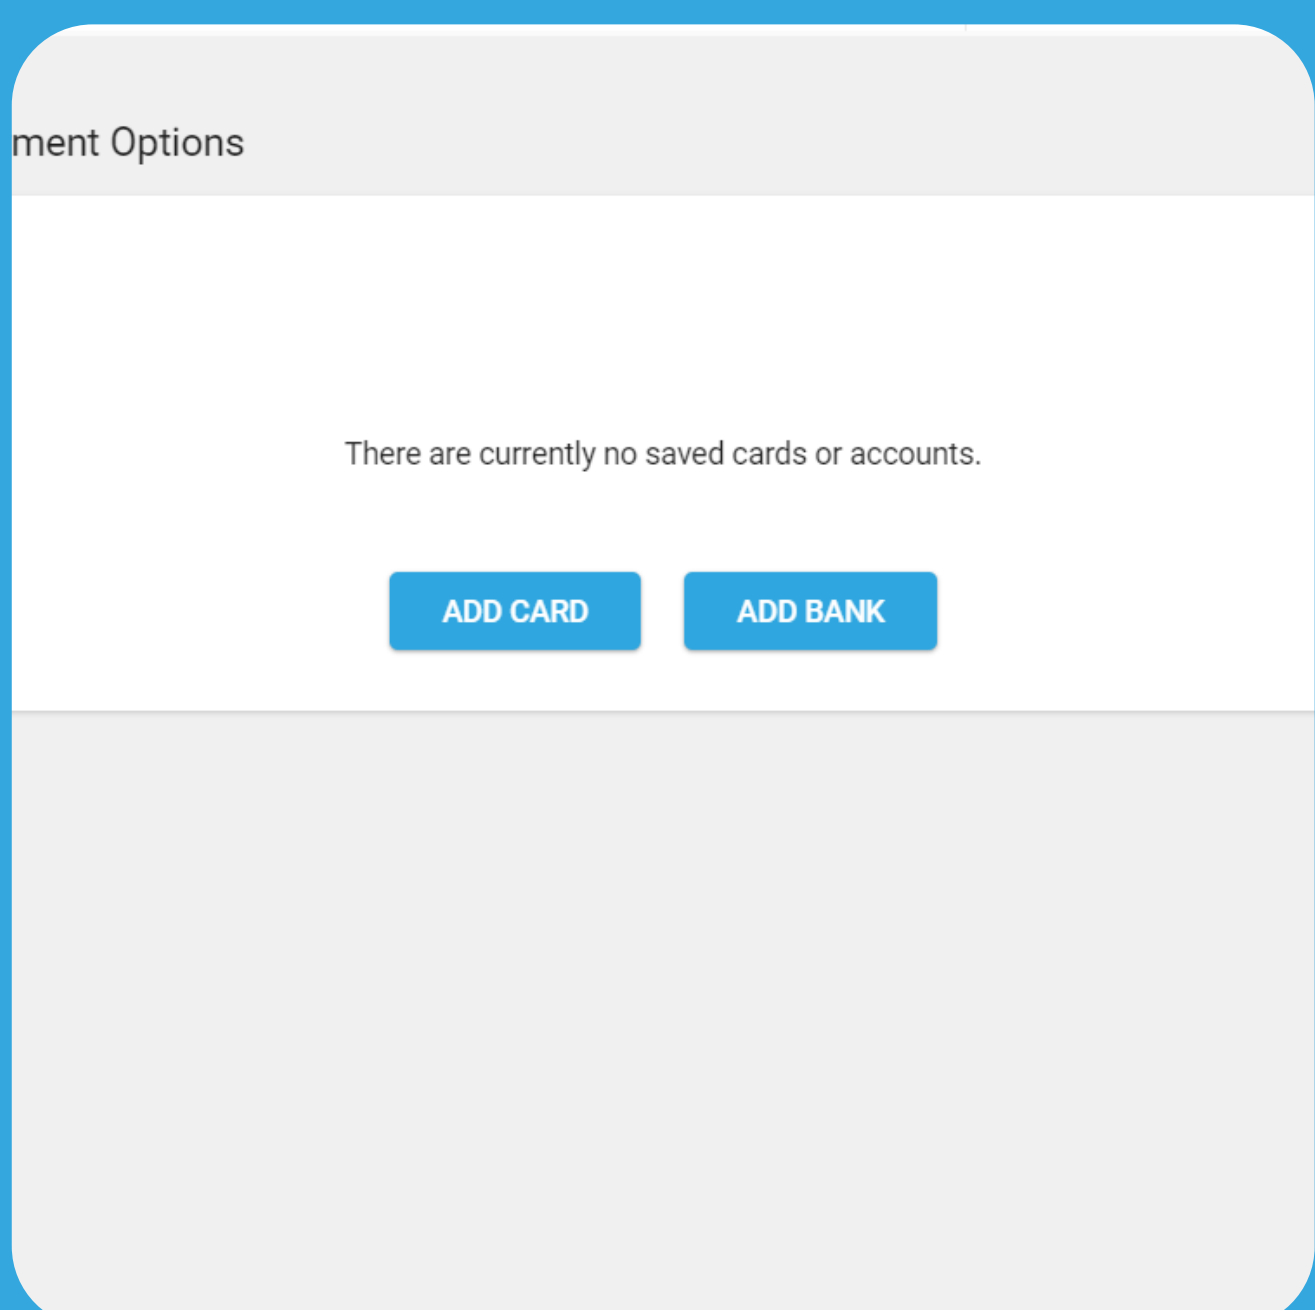 ment Options
There are currently no saved cards or accounts.
ADD CARD ADD BANK